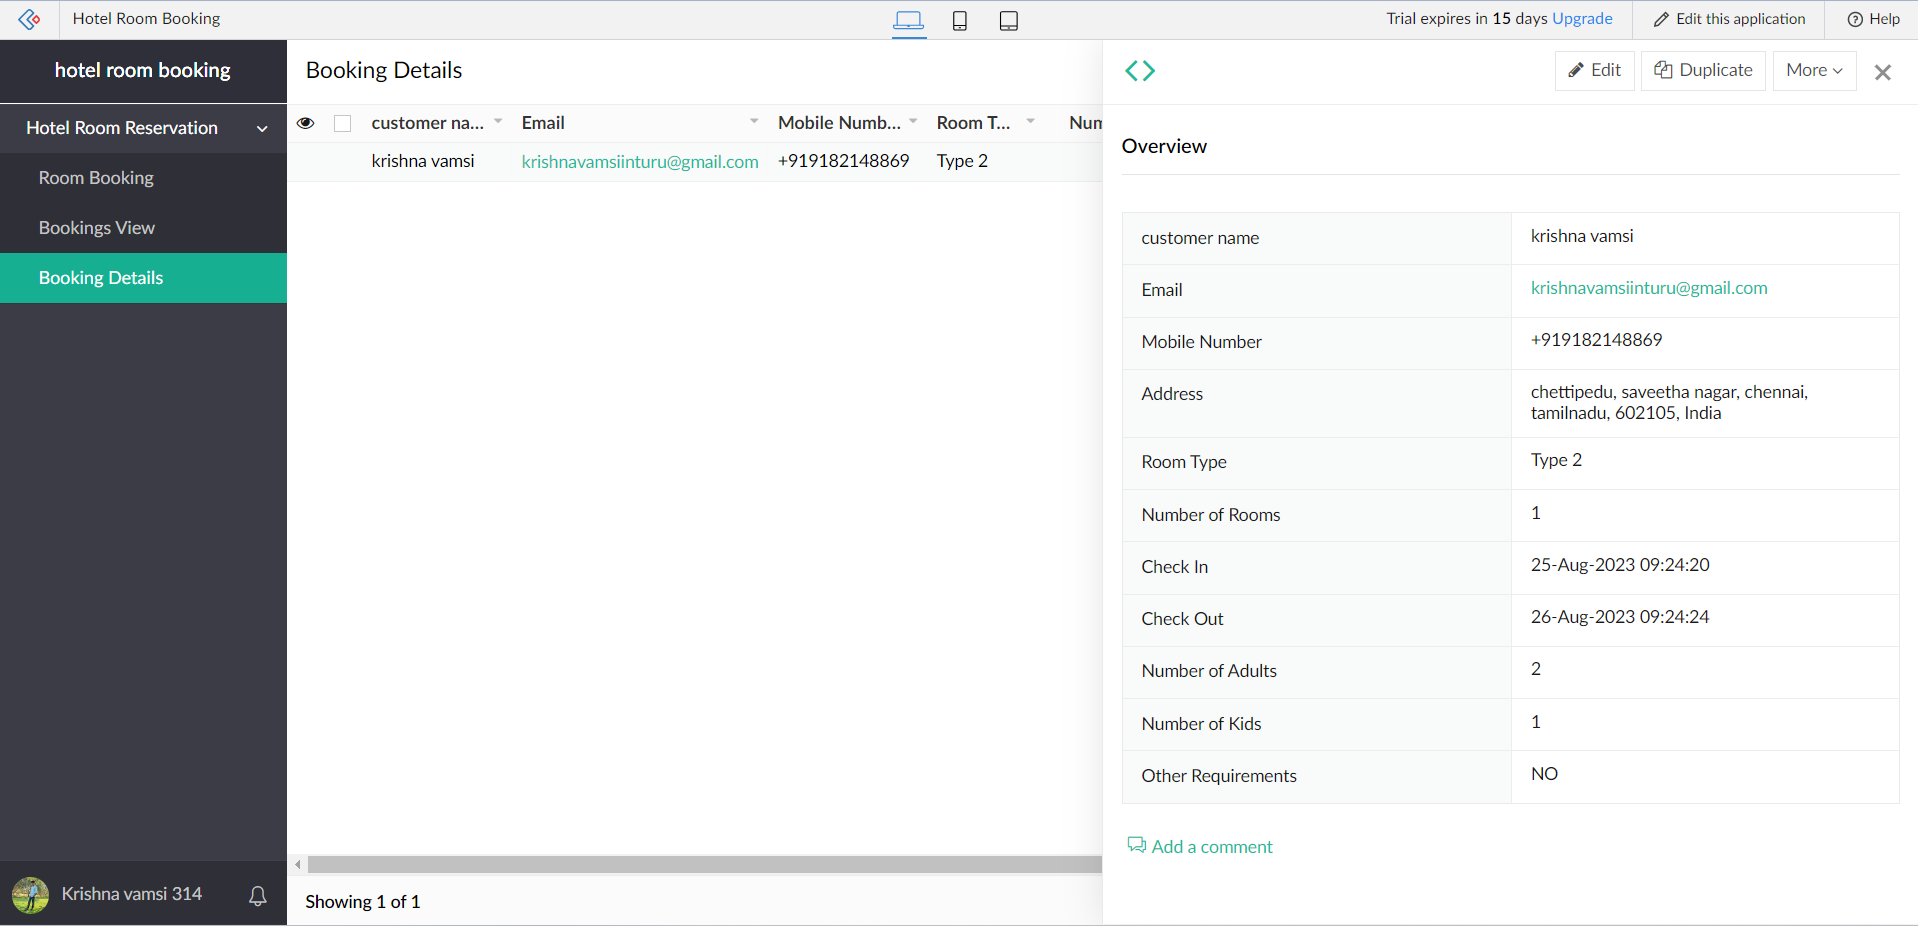 Hotel Room Booking
Trial expires in 15 days Upgrade
Edit this application
Help
hotel room booking
Hotel Room Reservation
Room Booking
Bookings View
Booking Details
Krishna vamsi 314
Booking Details
customer na... Email Mobile Numb... Room T... Num
krishna vamsi krishnavamsiinturu@gmail.com +919182148869 Type 2
Showing 1 of 1
Edit Duplicate More
Overview
customer name krishna vamsi
Email krishnavamsiinturu@gmail.com
Mobile Number +919182148869
Address chettipedu, saveetha nagar, chennai,
tamilnadu, 602105, India
Room Type Type 2
Number of Rooms 1
Check In 25-Aug-2023 09:24:20
Check Out 26-Aug-2023 09:24:24
Number of Adults 2
Number of Kids 1
Other Requirements NO
Add a comment